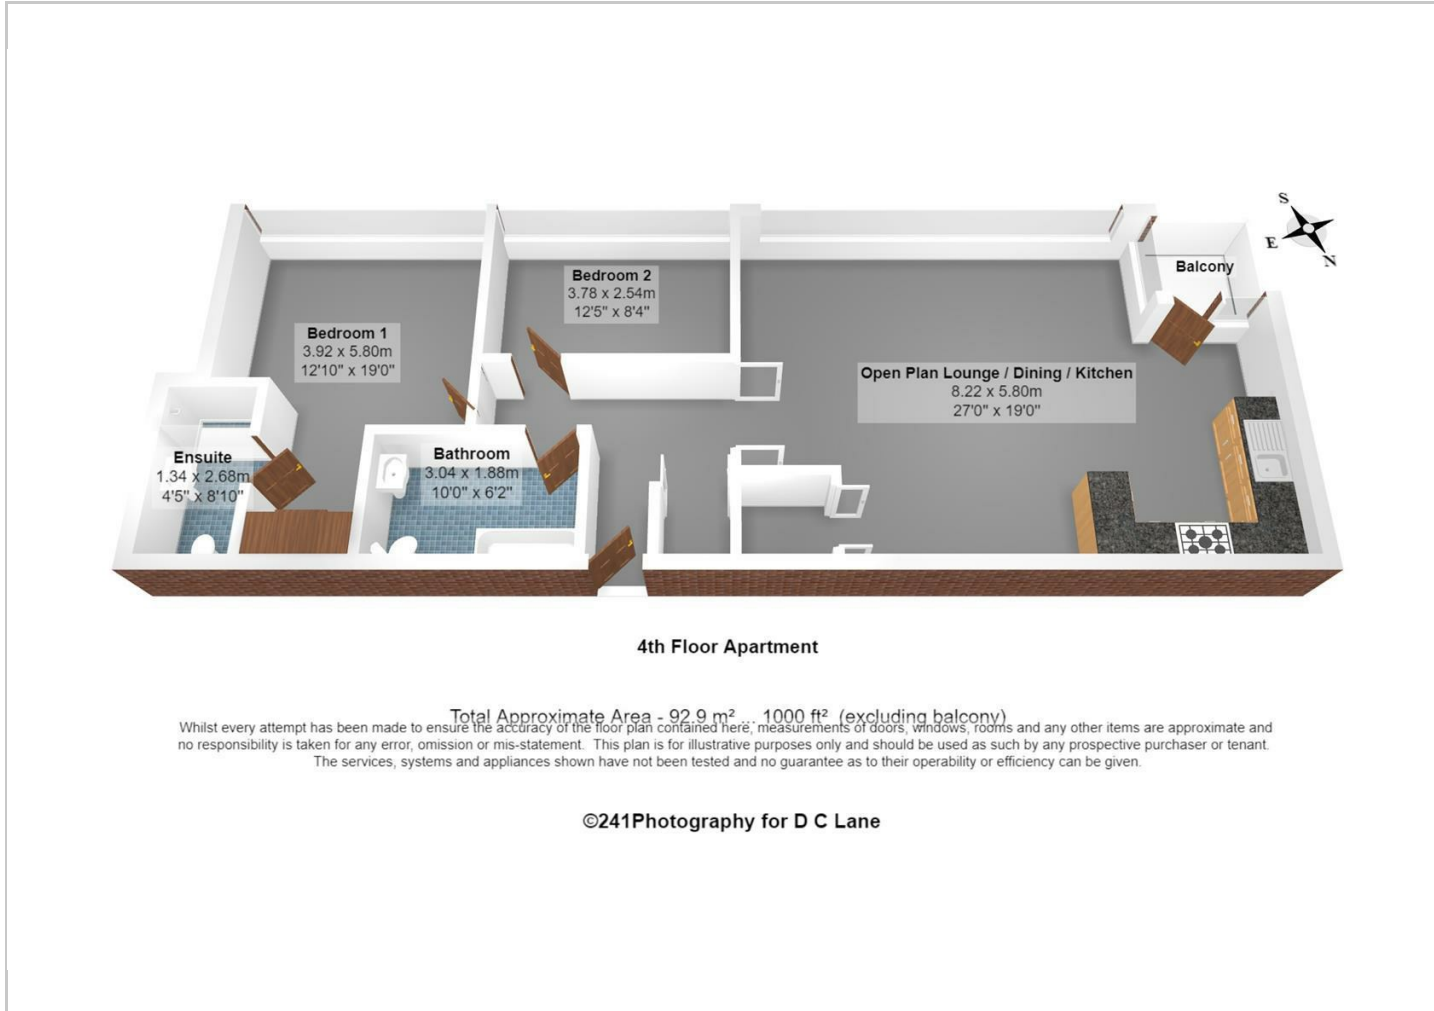 S
E
N
Balcony
Bedroom 2
3.78 x 2.54m
12'5" x 8'4"
Bedroom 1
3.92 x 5.80m
12'10" x 19'0"
Open Plan Lounge / Dining / Kitchen
8.22 x 5.80m
27'0" x 19'0"
Ensuite
1.34 x 2.68m
4'5" x 8'10"
Bathroom
3.04 x 1.88m
10'0" x 6'2"
4th Floor Apartment
Total Approximate Area - 92.9 m² ... 1000 ft² (excluding balcony)
Whilst every attempt has been made to ensure the accuracy of the floor plan contained here, measurements of doors, windows, rooms and any other items are approximate and
no responsibility is taken for any error, omission or mis-statement. This plan is for illustrative purposes only and should be used as such by any prospective purchaser or tenant.
The services, systems and appliances shown have not been tested and no guarantee as to their operability or efficiency can be given.
©241Photography for D C Lane